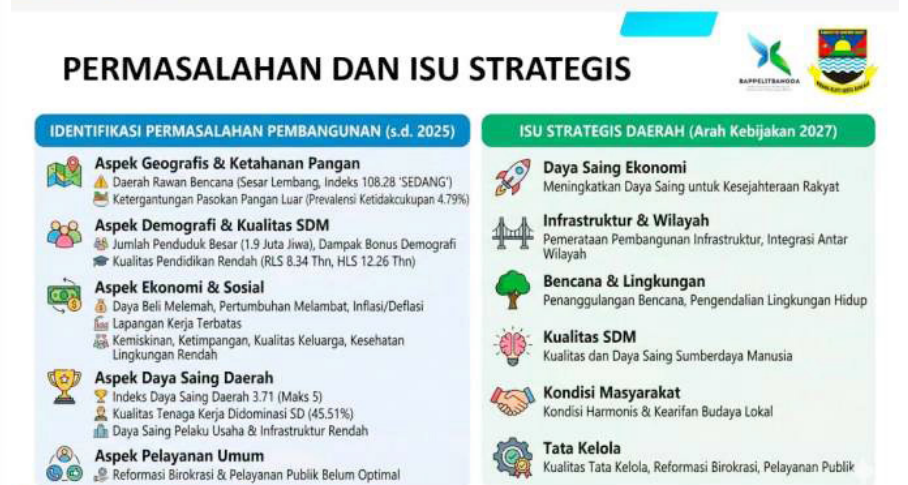 PERMASALAHAN DAN ISU STRATEGIS
BAPPELITBANGDA
IDENTIFIKASI PERMASALAHAN PEMBANGUNAN (s.d. 2025)
Aspek Geografis & Ketahanan Pangan
Daerah Rawan Bencana (Sesar Lembang, Indeks 108.28 'SEDANG')
Ketergantungan Pasokan Pangan Luar (Prevalensi Ketidakcukupan 4.79%)
Aspek Demografi & Kualitas SDM
Jumlah Penduduk Besar (1.9 Juta Jiwa), Dampak Bonus Demografi
Kualitas Pendidikan Rendah (RLS 8.34 Thn, HLS 12.26 Thn)
Aspek Ekonomi & Sosial
Daya Beli Melemah, Pertumbuhan Melambat, Inflasi/Deflasi
Lapangan Kerja Terbatas
Kemiskinan, Ketimpangan, Kualitas Keluarga, Kesehatan
Lingkungan Rendah
Aspek Daya Saing Daerah
Indeks Daya Saing Daerah 3.71 (Maks 5)
Kualitas Tenaga Kerja Didominasi SD (45.51%)
Daya Saing Pelaku Usaha & Infrastruktur Rendah
Aspek Pelayanan Umum
Reformasi Birokrasi & Pelayanan Publik Belum Optimal
ISU STRATEGIS DAERAH (Arah Kebijakan 2027)
Daya Saing Ekonomi
Meningkatkan Daya Saing untuk Kesejahteraan Rakyat
Infrastruktur & Wilayah
Pemerataan Pembangunan Infrastruktur, Integrasi Antar
Wilayah
Bencana & Lingkungan
Penanggulangan Bencana, Pengendalian Lingkungan Hidup
Kualitas SDM
Kualitas dan Daya Saing Sumberdaya Manusia
Kondisi Masyarakat
Kondisi Harmonis & Kearifan Budaya Lokal
Tata Kelola
Kualitas Tata Kelola, Reformasi Birokrasi, Pelayanan Publik